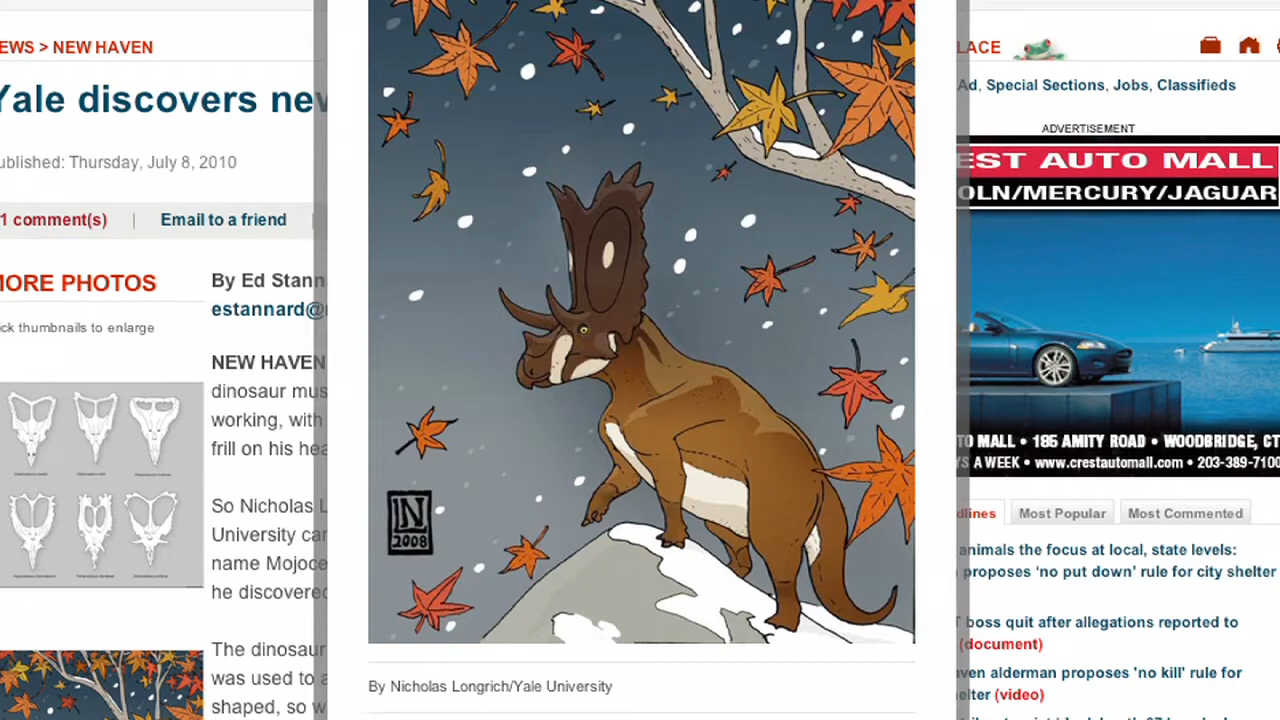 EWS > NEW HAVEN
Yale discovers new
ublished: Thursday, July 8, 2010
1 comment(s) | Email to a friend
MORE PHOTOS
ick thumbnails to enlarge
By Ed Stann
estannard@
NEW HAVEN
dinosaur mus
working, with
frill on his hea
So Nicholas L
University car
name Mojoce
he discovered
The dinosaur
was used to a
shaped, so w
LN
2008
By Nicholas Longrich/Yale University
LACE
Ad, Special Sections, Jobs, Classifieds
ADVERTISEMENT
EST AUTO MALL
OLN/MERCURY/JAGUAR
TO MALL • 185 AMITY ROAD • WOODBRIDGE, CT
YS A WEEK • www.crestautomall.com • 203-389-7100
dlines Most Popular Most Commented
animals the focus at local, state levels:
proposes ‘no put down’ rule for city shelter
T boss quit after allegations reported to
(document)
aven alderman proposes 'no kill' rule for
elter (video)